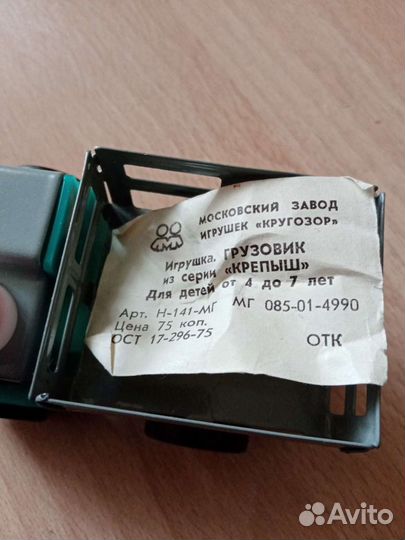 МОСКОВСКИЙ ЗАВОД
ИГРУШЕК «КРУГОЗОР»
Игрушка. ГРУЗОВИК
из серии «КРЕПЫШ»
Для детей от 4 до 7 лет
Арт. Н-141-МГ МГ 085-01-4990
Цена 75 коп.
ОСТ 17-296-75 ОТК
Avito